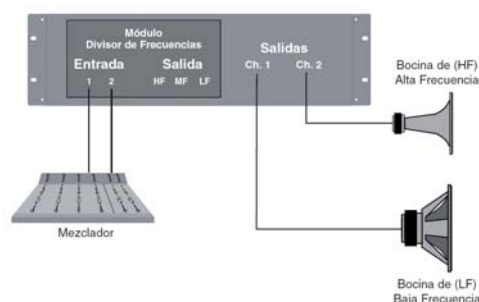 Módulo
Divisor de Frecuencias
Entrada
Salida
1
2
HF
MF
LF
Salidas
Ch. 1
Ch. 2
Bocina de (HF)
Alta Frecuencia
Mezclador
Bocina de (LF)
Baja Frecuencia